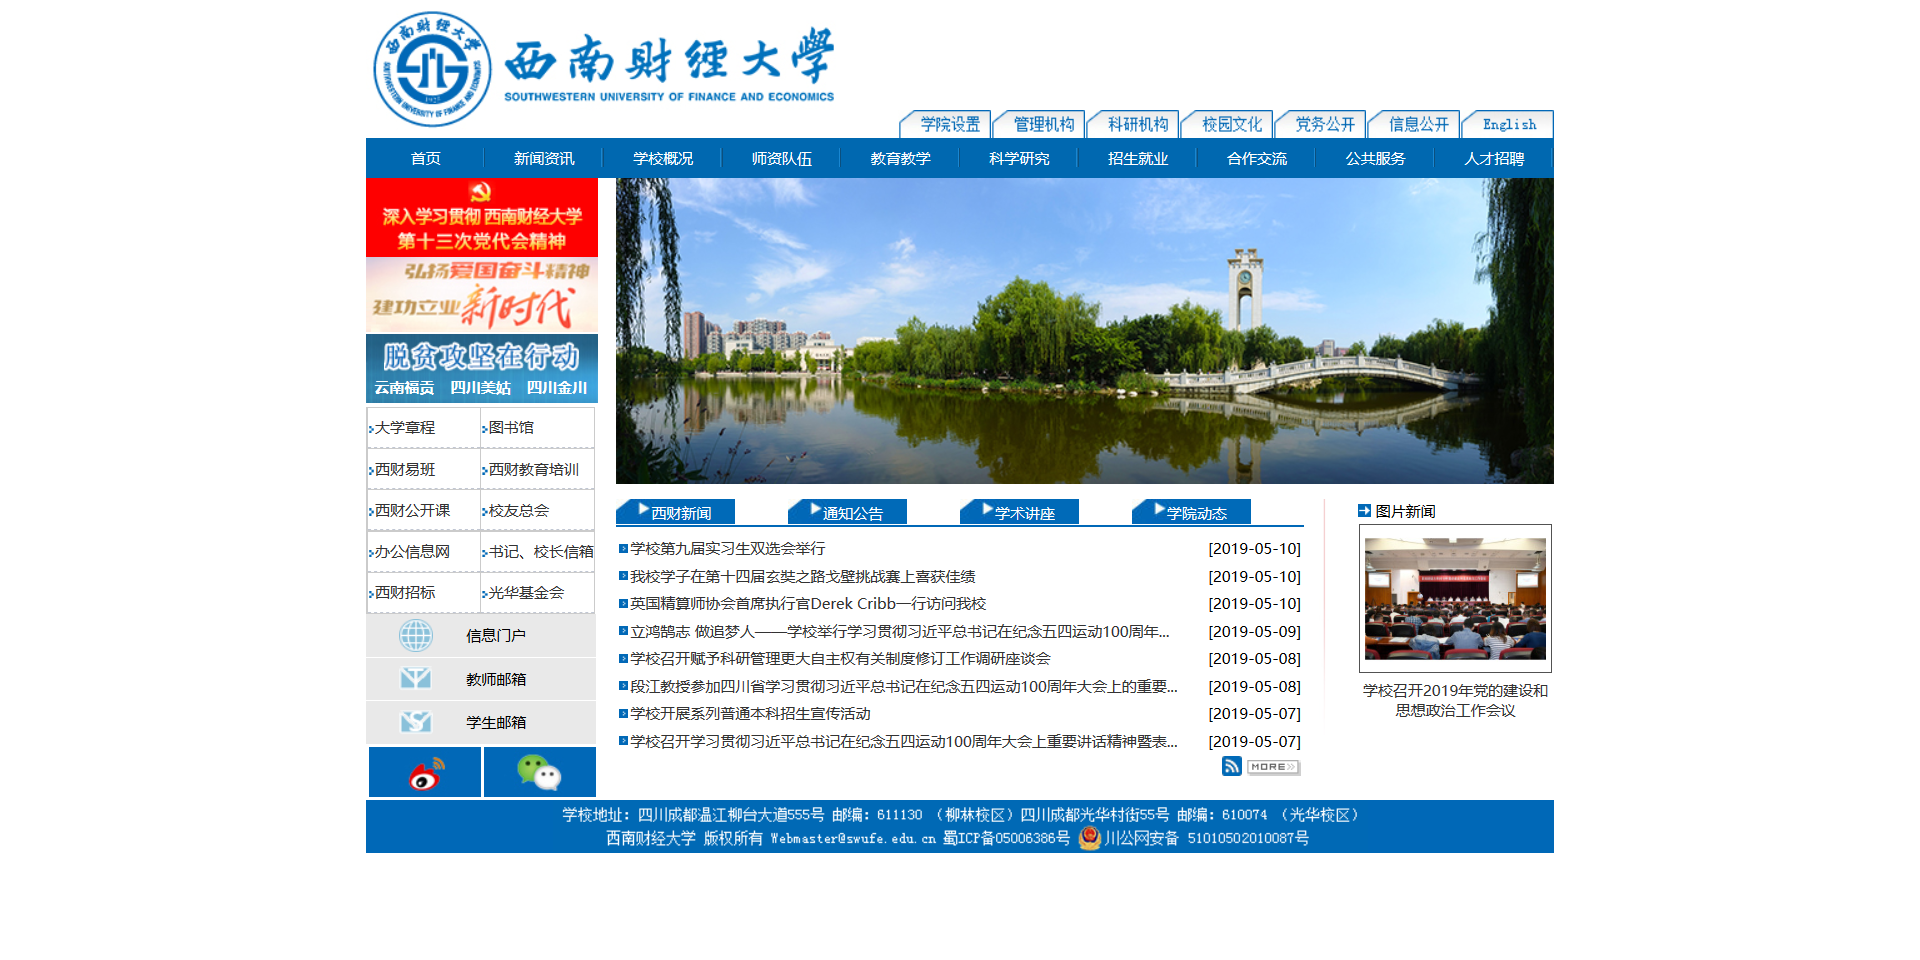 西南财经大学
SOUTHWESTERN UNIVERSITY OF FINANCE AND ECONOMICS
西南财经大学
SOUTHWESTERN UNIVERSITY OF FINANCE AND ECONOMICS
学院设置 管理机构 科研机构 校园文化 党务公开 信息公开 English
首页 新闻资讯 学校概况 师资队伍 教育教学 科学研究 招生就业 合作交流 公共服务 人才招聘
深入学习贯彻 西南财经大学
第十三次党代会精神
弘扬爱国奋斗精神
建功立业新时代
脱贫攻坚在行动
云南福贡 四川美姑 四川金川
大学章程 图书馆
西财易班 西财教育培训
西财公开课 校友总会
办公信息网 书记、校长信箱
西财招标 光华基金会
信息门户
教师邮箱
学生邮箱
西财新闻 通知公告 学术讲座 学院动态
学校第九届实习生双选会举行 [2019-05-10]
我校学子在第十四届玄奘之路戈壁挑战赛上喜获佳绩 [2019-05-10]
英国精算师协会首席执行官Derek Cribb一行访问我校 [2019-05-10]
立鸿鹄志 做追梦人——学校举行学习贯彻习近平总书记在纪念五四运动100周年... [2019-05-09]
学校召开赋予科研管理更大自主权有关制度修订工作调研座谈会 [2019-05-08]
段江教授参加四川省学习贯彻习近平总书记在纪念五四运动100周年大会上的重要... [2019-05-08]
学校开展系列普通本科招生宣传活动 [2019-05-07]
学校召开学习贯彻习近平总书记在纪念五四运动100周年大会上重要讲话精神暨表... [2019-05-07]
MORE
图片新闻
学校召开2019年党的建设和
思想政治工作会议
学校地址：四川成都温江柳台大道555号 邮编：611130 （柳林校区）四川成都光华村街55号 邮编：610074 （光华校区）
西南财经大学 版权所有 Webmaster@swufe.edu.cn 蜀ICP备05006386号 川公网安备 51010502010087号